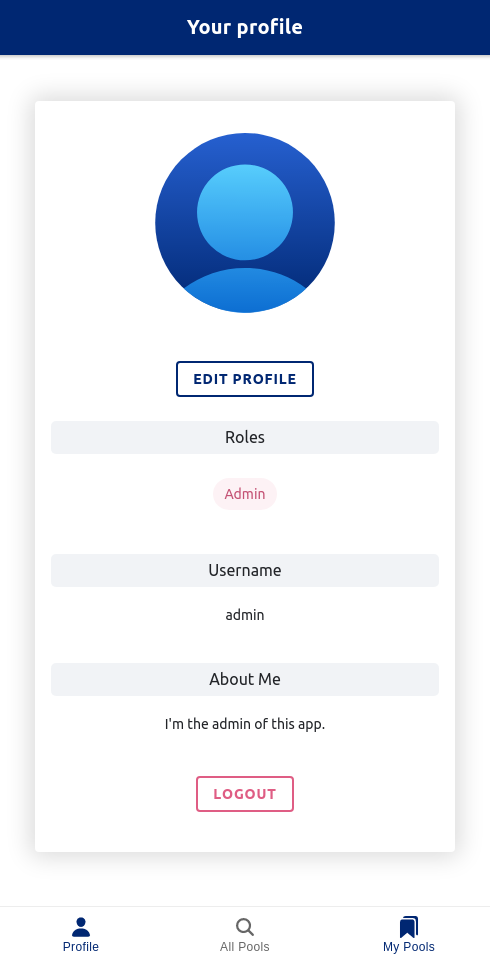 Your profile
EDIT PROFILE
Roles
Admin
Username
admin
About Me
I'm the admin of this app.
LOGOUT
Profile
All Pools
My Pools